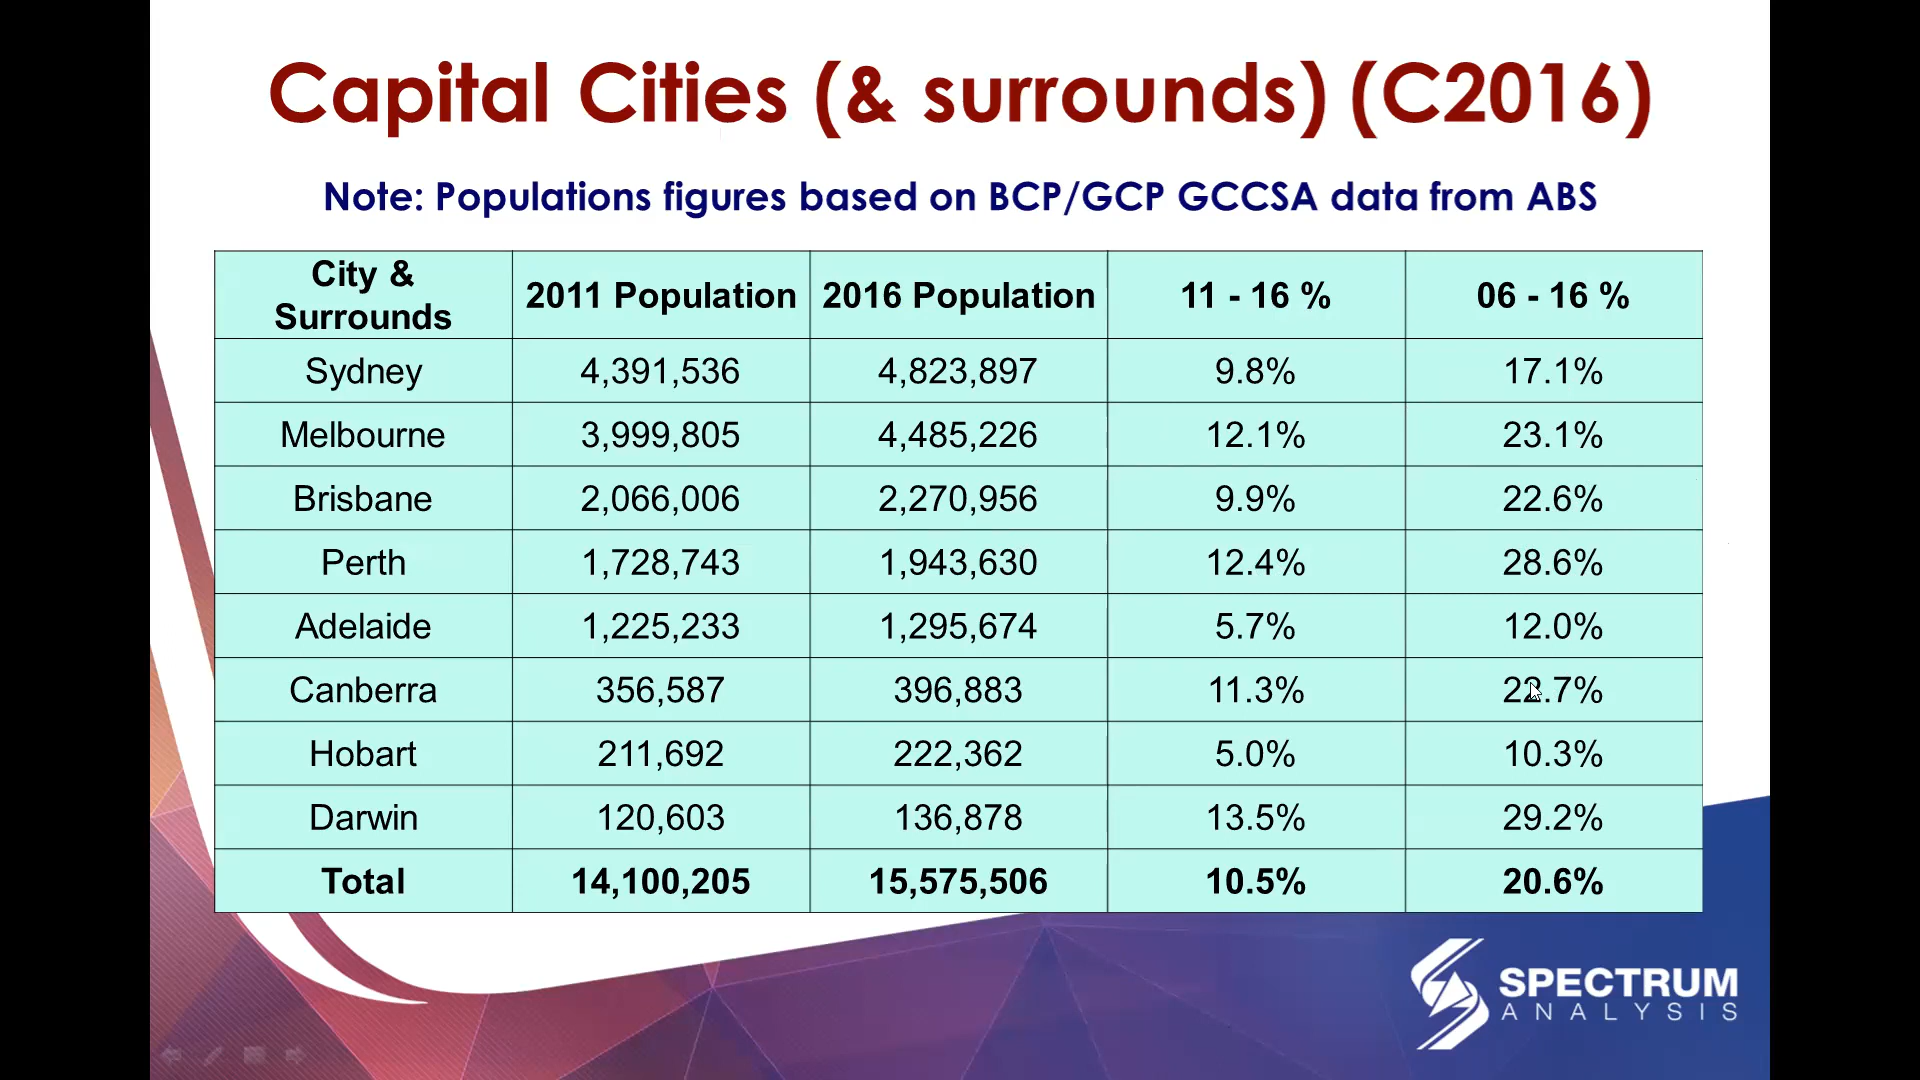 Capital Cities (& surrounds) (C2016)
Note: Populations figures based on BCP/GCP GCCSA data from ABS
City & Surrounds 2011 Population 2016 Population 11 - 16 % 06 - 16 %
Sydney 4,391,536 4,823,897 9.8% 17.1%
Melbourne 3,999,805 4,485,226 12.1% 23.1%
Brisbane 2,066,006 2,270,956 9.9% 22.6%
Perth 1,728,743 1,943,630 12.4% 28.6%
Adelaide 1,225,233 1,295,674 5.7% 12.0%
Canberra 356,587 396,883 11.3% 22.7%
Hobart 211,692 222,362 5.0% 10.3%
Darwin 120,603 136,878 13.5% 29.2%
Total 14,100,205 15,575,506 10.5% 20.6%
SPECTRUM
ANALYSIS